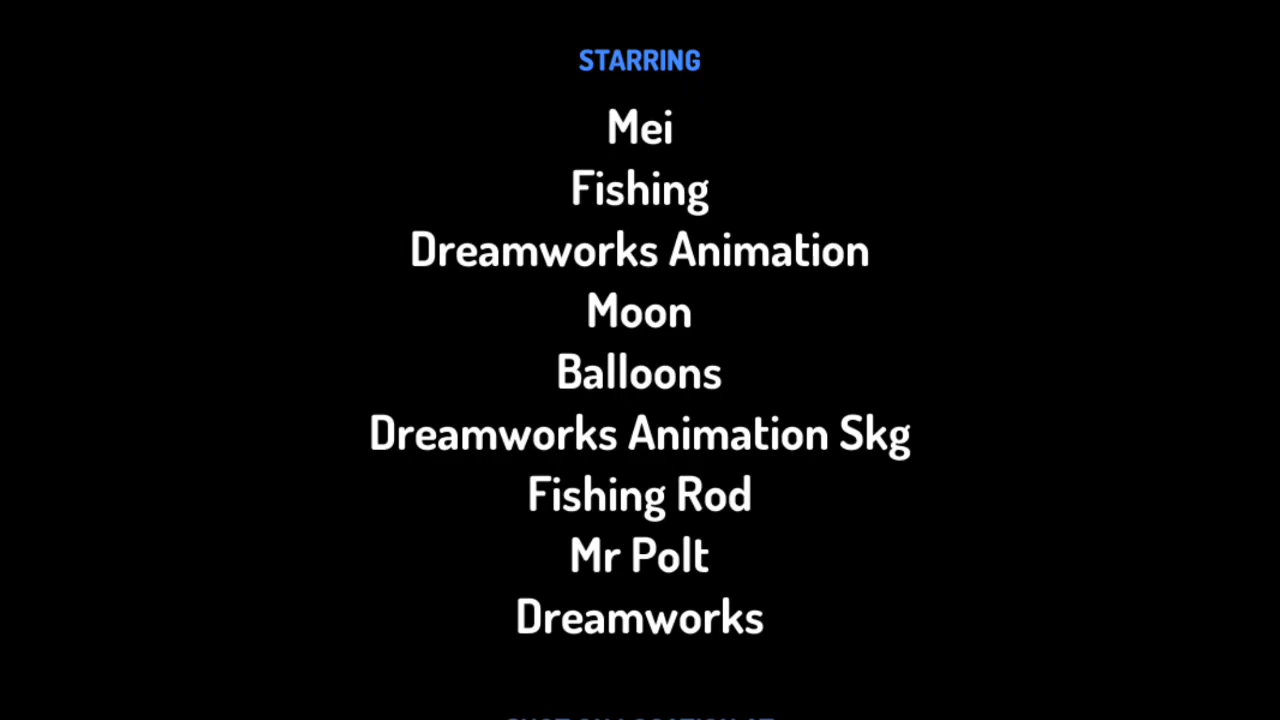 STARRING
Mei
Fishing
Dreamworks Animation
Moon
Balloons
Dreamworks Animation Skg
Fishing Rod
Mr Polt
Dreamworks